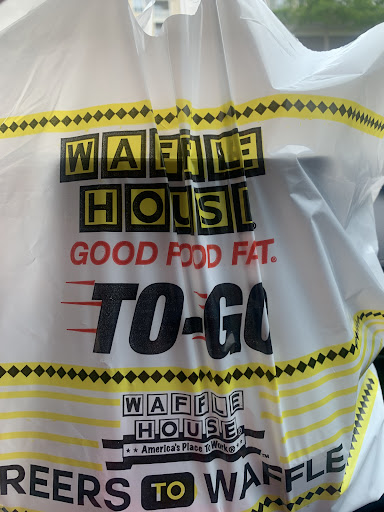 WAFFLE
HOUSE
GOOD FOOD FAST®
TO-GO
WAFFLE
HOUSE®
America's Place To Work®
REERS TO WAFFLE